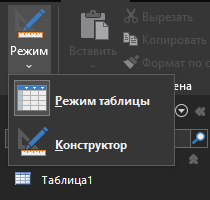 Режим
Вставить
Вырезать
Копировать
Формат по о
ена
Режим таблицы
Конструктор
Таблица1